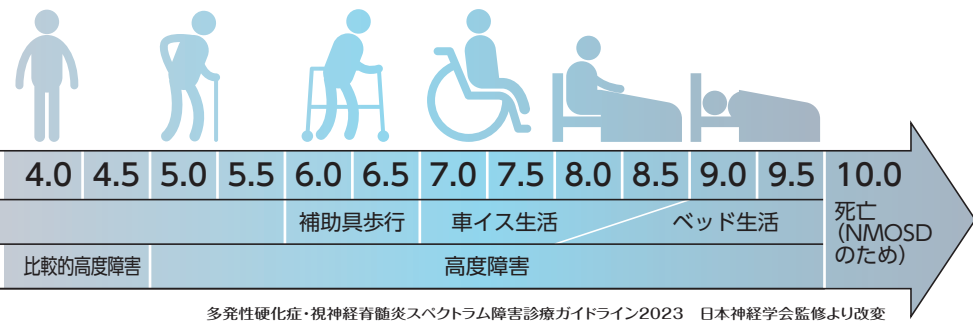 4.0 4.5 5.0 5.5 6.0 6.5 7.0 7.5 8.0 8.5 9.0 9.5 10.0
補助具歩行 車イス生活 ベッド生活
死亡
(NMOSD
のため)
比較的高度障害 高度障害
多発性硬化症・視神経脊髄炎スペクトラム障害診療ガイドライン2023 日本神経学会監修より改変